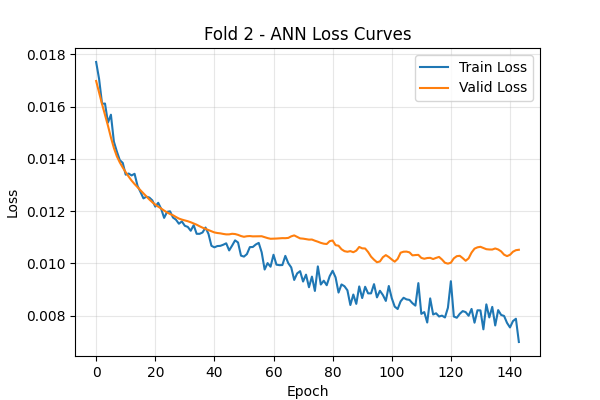 Fold 2 - ANN Loss Curves
Train Loss
Valid Loss
0.018
0.016
0.014
0.012
0.010
0.008
Loss
0 20 40 60 80 100 120 140
Epoch